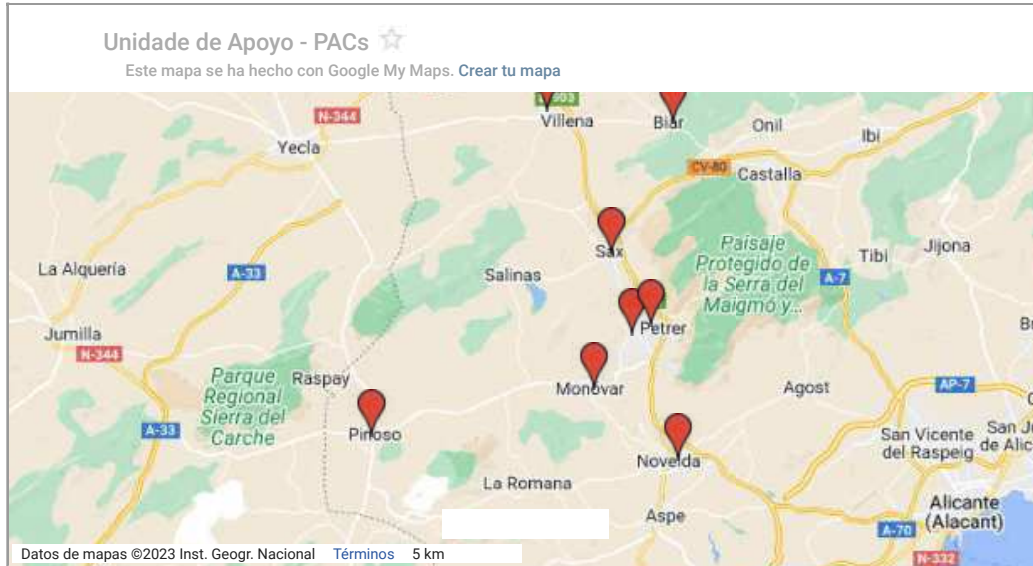 Unidade de Apoyo - PACs
Este mapa se ha hecho con Google My Maps. Crear tu mapa
N-344
Villena
Biar
Onil
Ibi
Yecla
CV-80
Castalla
Sax
Paisaje
Protegido de
la Serra del
Maigmó y...
Tibi
Jijona
La Alquería
A-33
Salinas
A-7
Petrer
Jumilla
N-344
Parque
Regional
Sierra del
Carche
Raspay
Monóvar
Agost
AP-7
A-33
Pinoso
San Vicente
del Raspeig
San J
de Alic
Novelda
La Romana
Alicante
(Alacant)
Aspe
A-70
N-332
Datos de mapas ©2023 Inst. Geogr. Nacional Términos 5 km